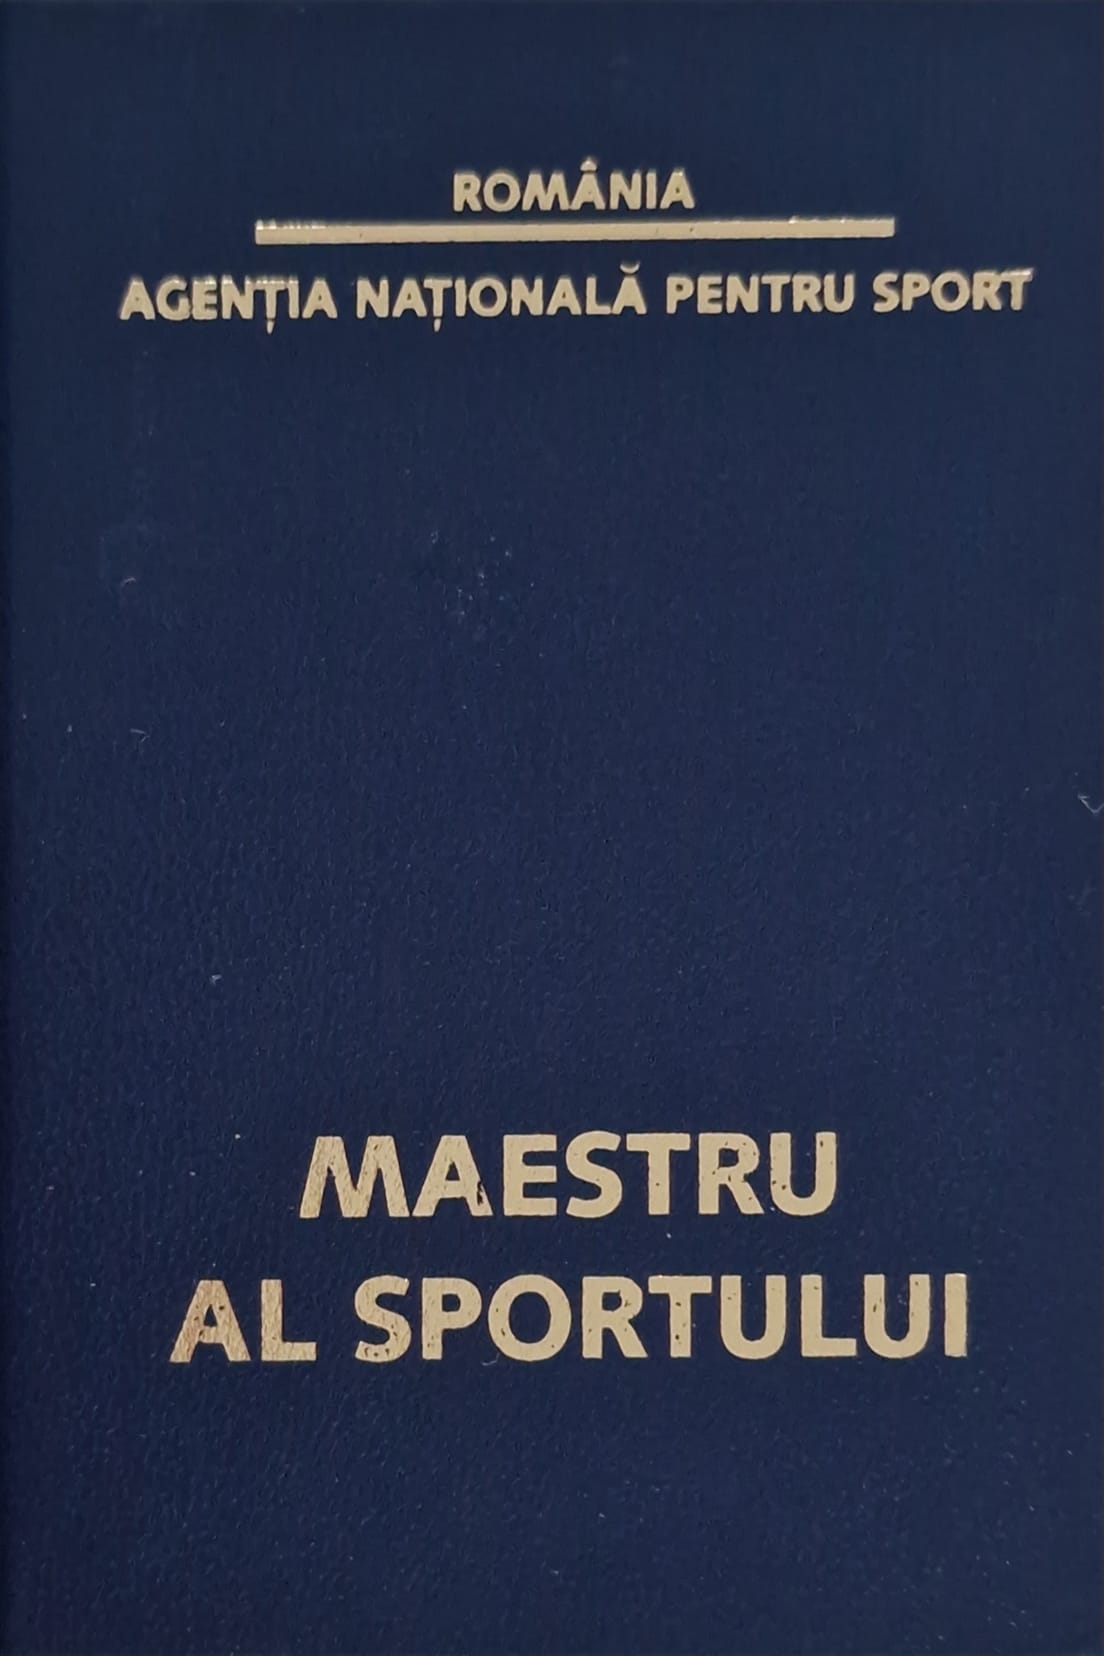 ROMÂNIA
AGENȚIA NAȚIONALĂ PENTRU SPORT
MAESTRU
AL SPORTULUI